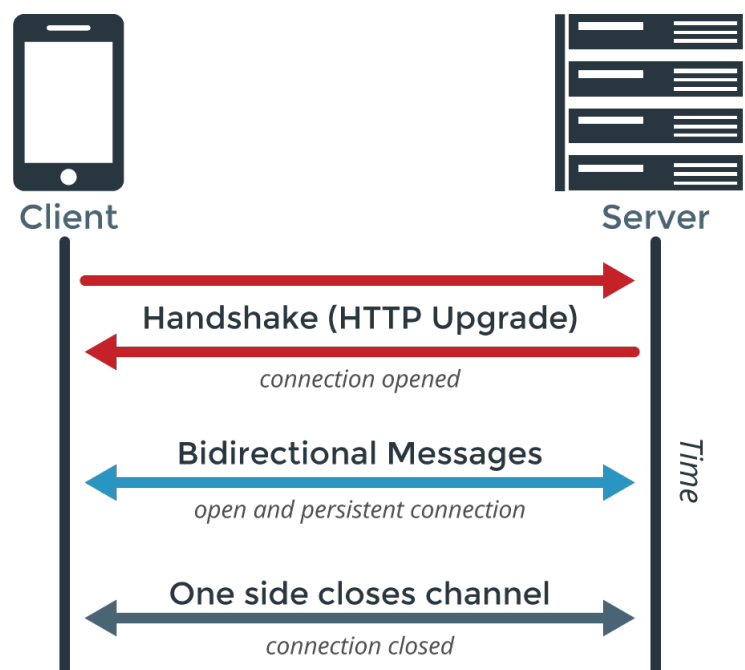 Client
Server
Handshake (HTTP Upgrade)
connection opened
Bidirectional Messages
Time
open and persistent connection
One side closes channel
connection closed